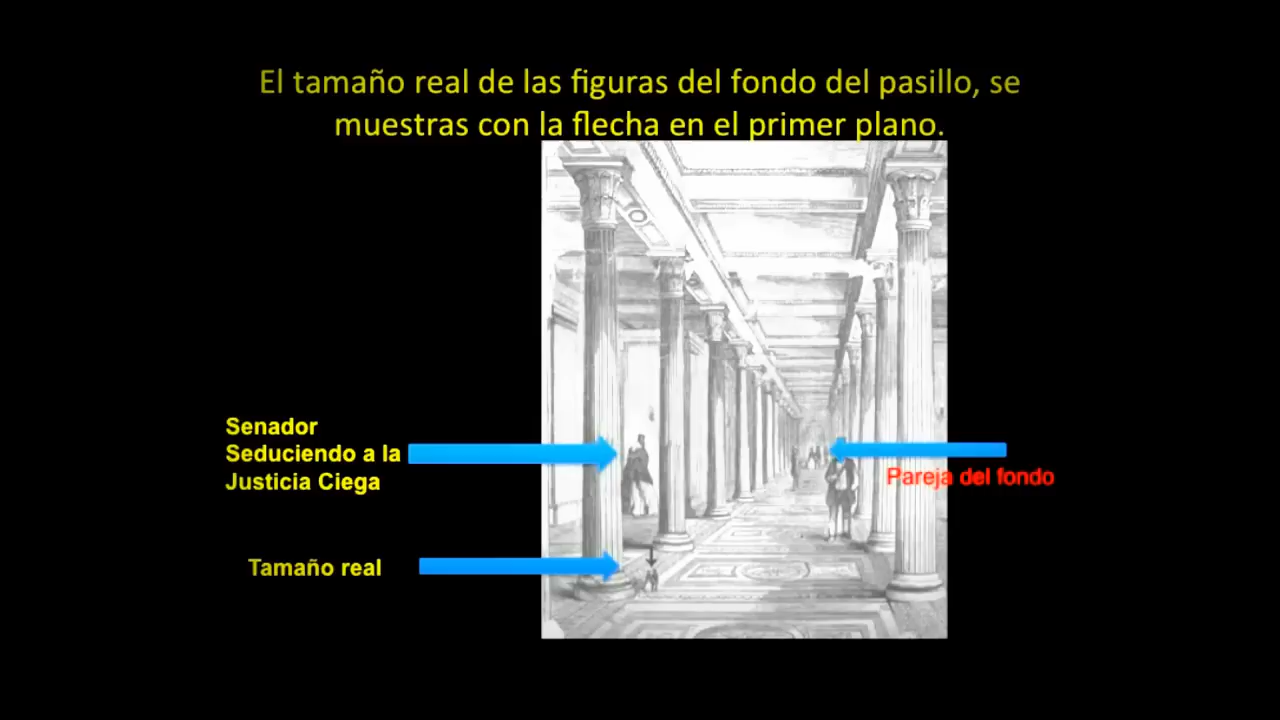 El tamaño real de las figuras del fondo del pasillo, se
muestras con la flecha en el primer plano.
Senador
Seduciendo a la
Justicia Ciega
Pareja del fondo
Tamaño real